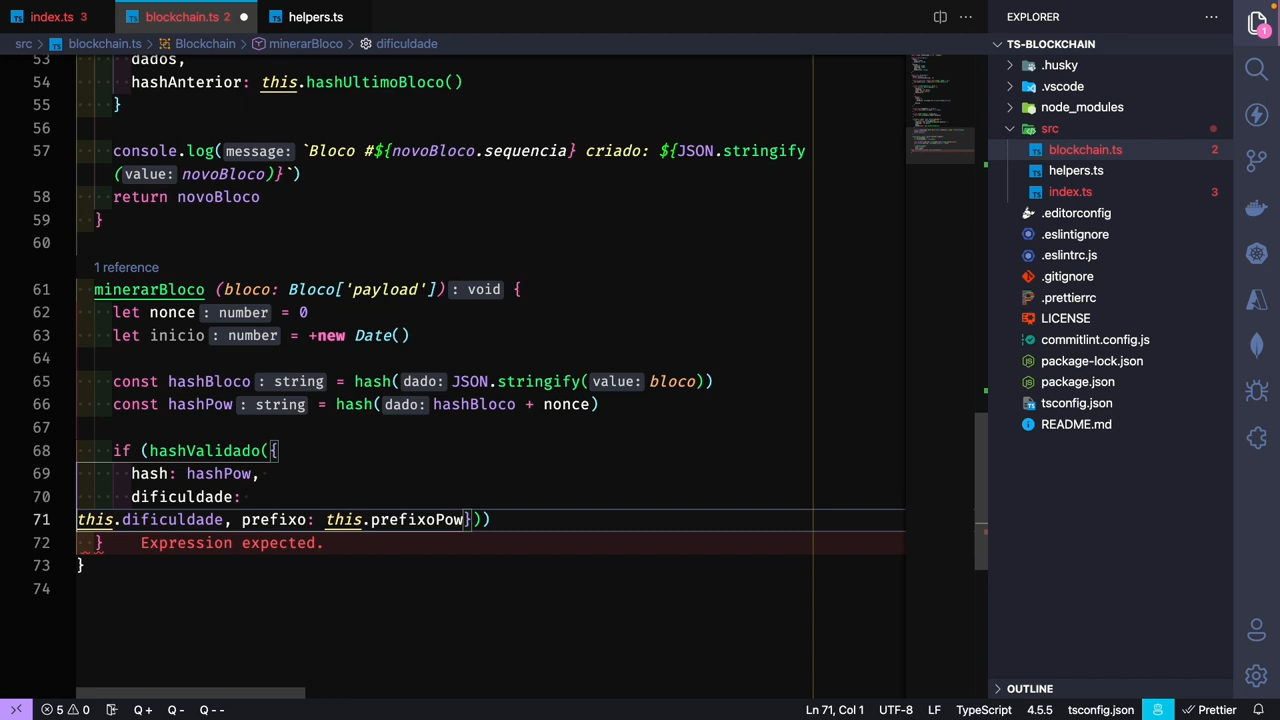 index.ts 3
blockchain.ts 2
helpers.ts
EXPLORER
src > blockchain.ts > Blockchain > minerarBloco > dificuldade
TS-BLOCKCHAIN
53 dados,
54 hashAnterior: this.hashUltimoBloco()
55 }
56
57 console.log(message: `Bloco #${novoBloco.sequencia} criado: ${JSON.stringify
(value: novoBloco)}`)
58 return novoBloco
59 }
60
1 reference
61 minerarBloco (bloco: Bloco['payload']): void {
62 let nonce: number = 0
63 let inicio: number = +new Date()
64
65 const hashBloco: string = hash(dado: JSON.stringify(value: bloco))
66 const hashPow: string = hash(dado: hashBloco + nonce)
67
68 if (hashValidado({
69 hash: hashPow,
70 dificuldade:
71 this.dificuldade, prefixo: this.prefixoPow}))
72 } Expression expected.
73 }
74
.husky
.vscode
node_modules
src
blockchain.ts 2
helpers.ts
index.ts 3
.editorconfig
.eslintignore
.eslintrc.js
.gitignore
.prettierrc
LICENSE
commitlint.config.js
package-lock.json
package.json
tsconfig.json
README.md
OUTLINE
1
5 0 Q + Q - Q --
Ln 71, Col 1 UTF-8 LF TypeScript 4.5.5 tsconfig.json Prettier